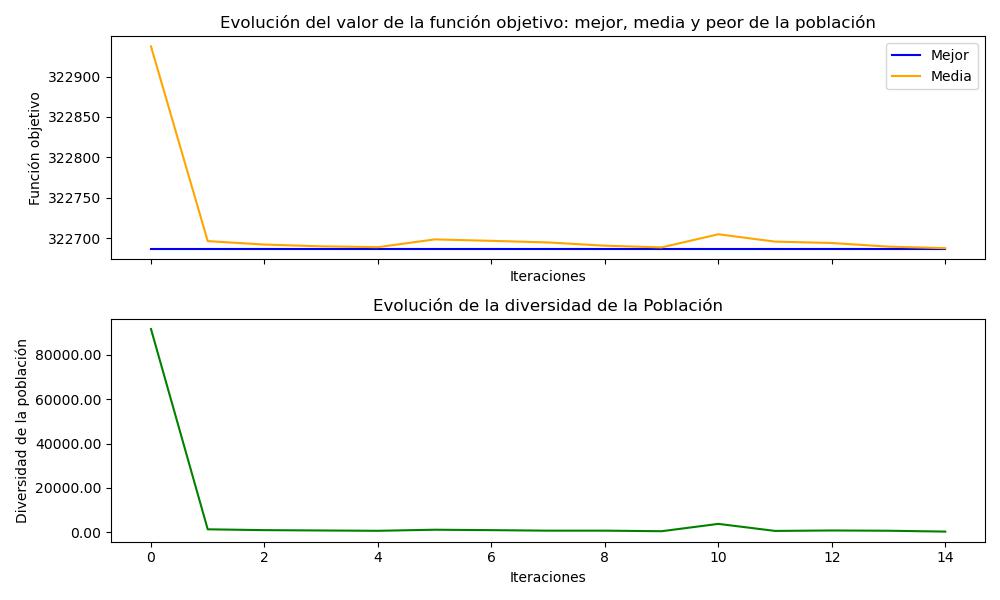 Evolución del valor de la función objetivo: mejor, media y peor de la población
Función objetivo
322900
322850
322800
322750
322700
Mejor
Media
Iteraciones
Evolución de la diversidad de la Población
Diversidad de la población
80000.00
60000.00
40000.00
20000.00
0.00
0 2 4 6 8 10 12 14
Iteraciones